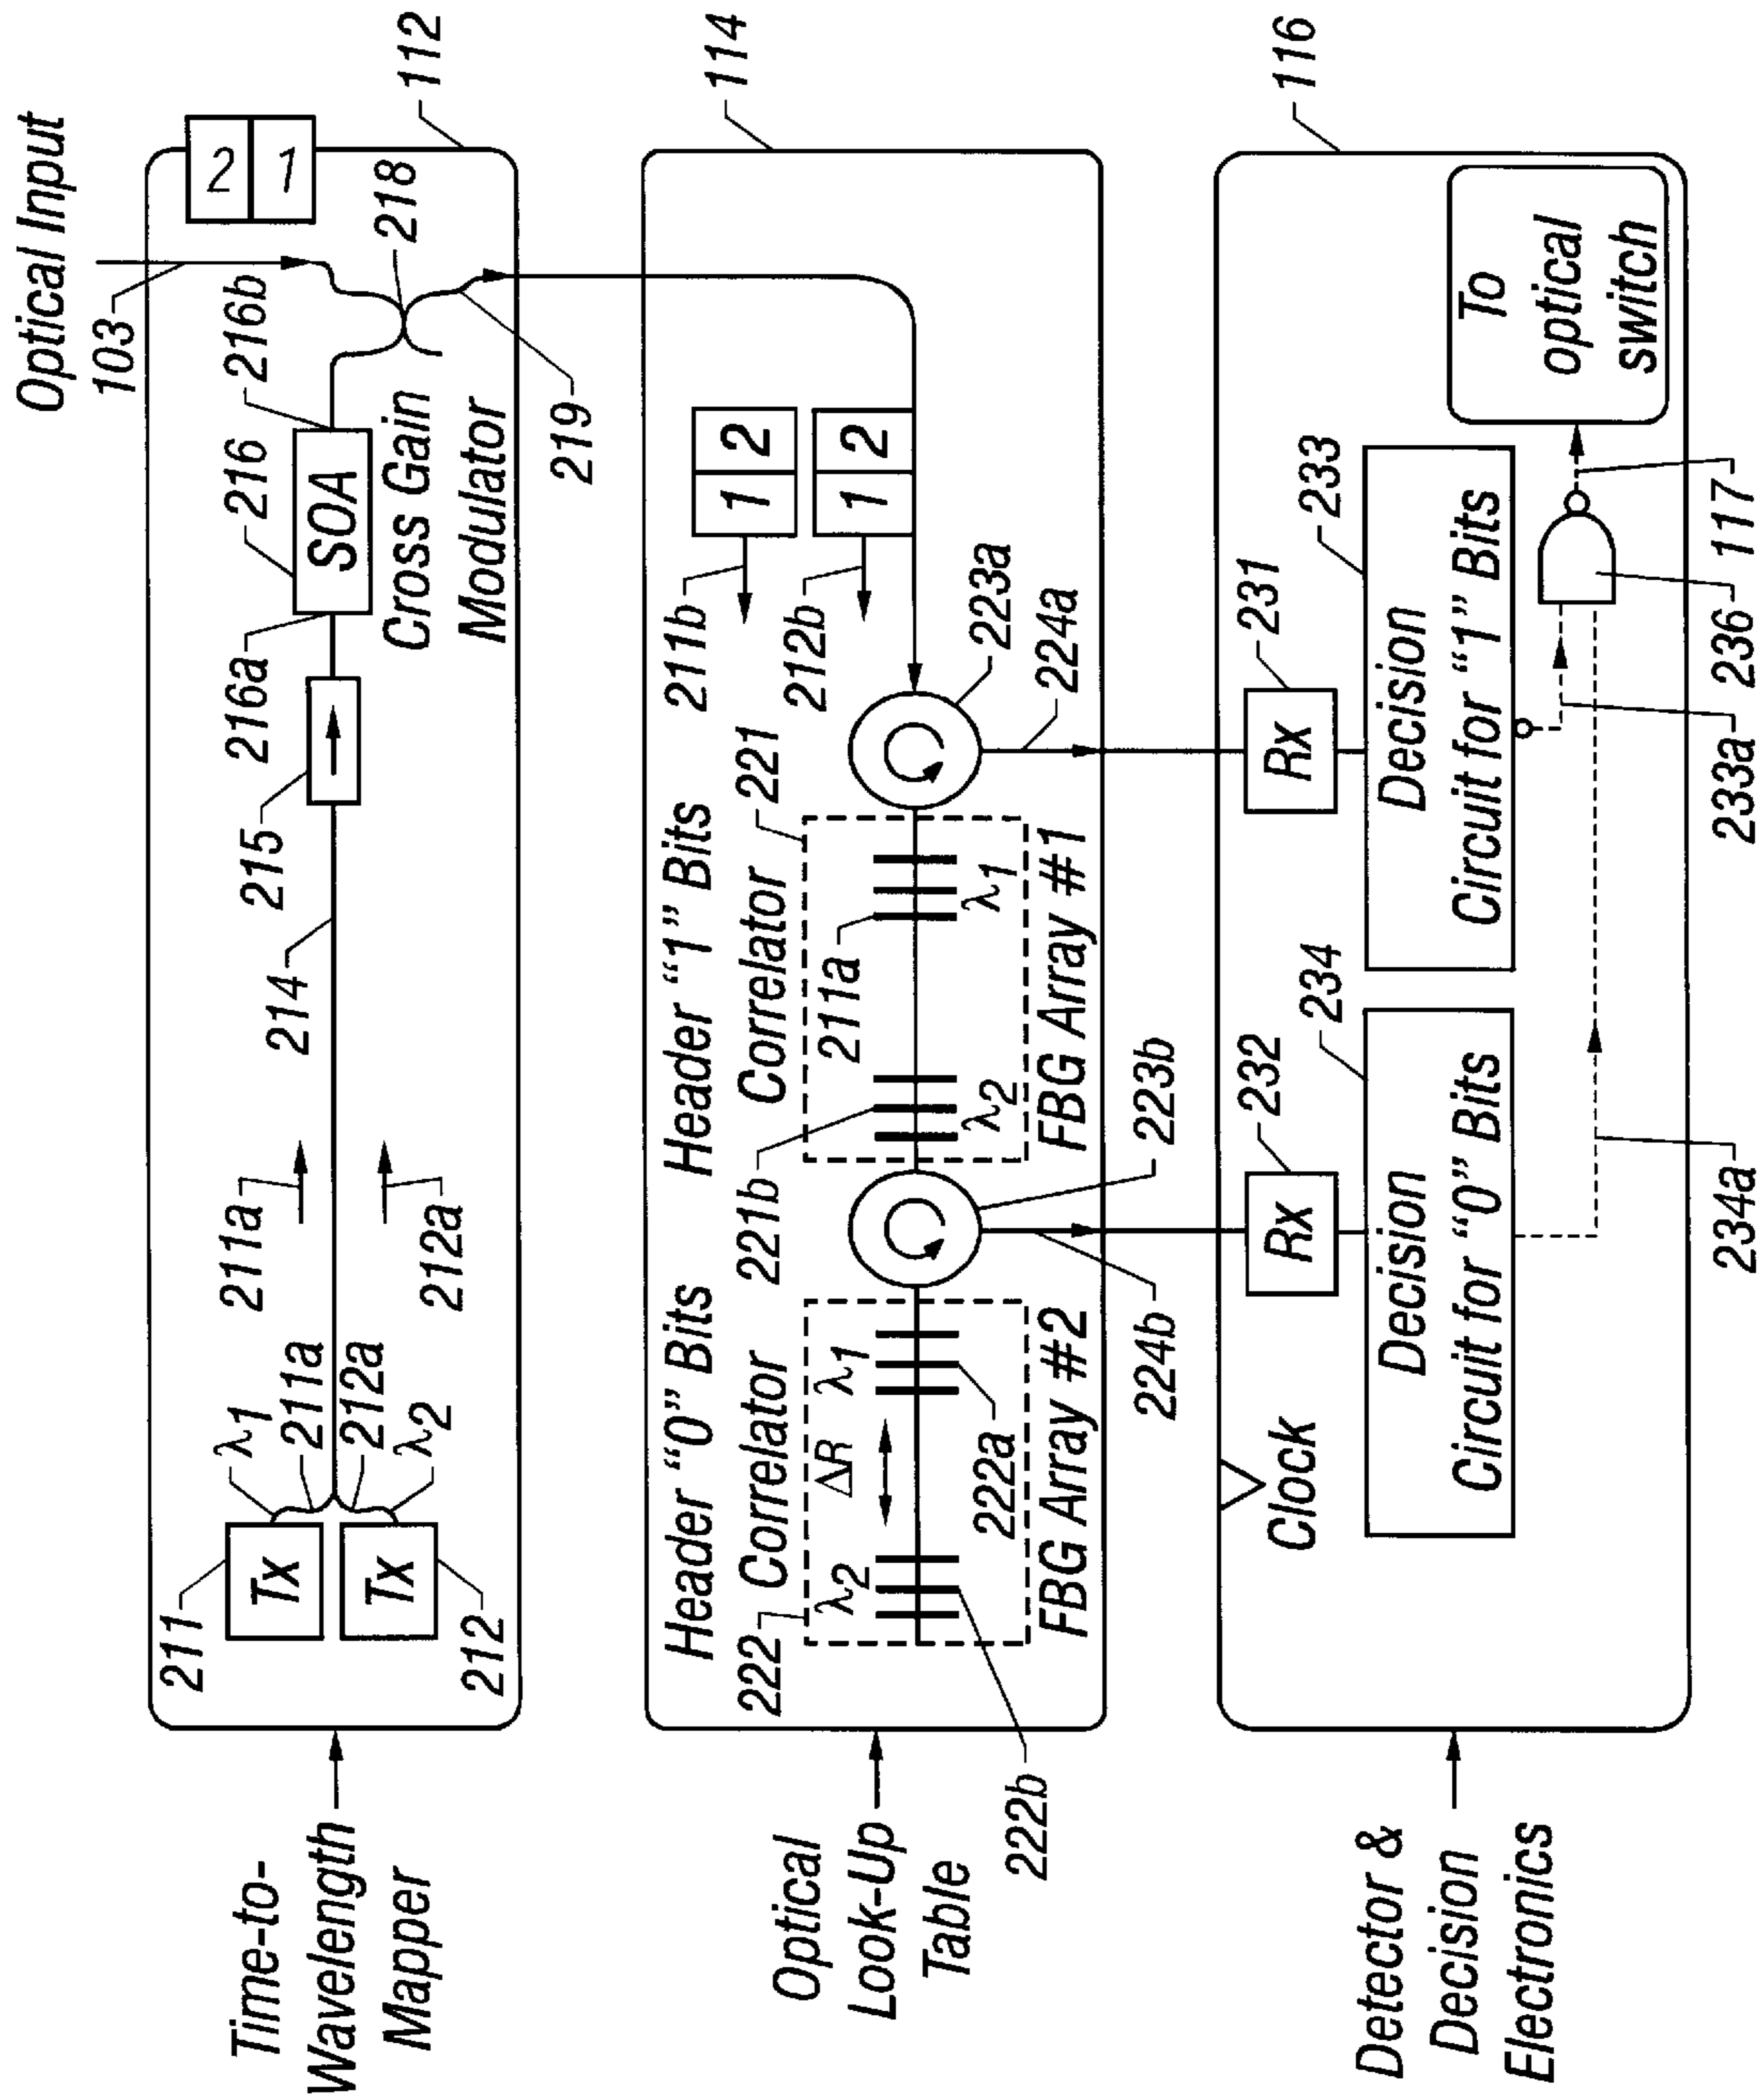 Optical Input
103
Time-to-
Wavelength
Mapper
211
Tx
λ1
211a
212a
Tx
λ2
212
211a
212a
214
215
216a
216
SOA
216b
Cross Gain
Modulator
218
219
2 1
112
Optical
Look-Up
Table
Header "0" Bits
Correlator
222
λ2
ΔR
λ1
222a
222b
FBG Array #2
Header "1" Bits
Correlator
221
221b
λ2
211a
λ1
FBG Array #1
223b
224b
211b
1 2
212b
1 2
223a
224a
114
Detector &
Decision
Electronics
Clock
232
Rx
234
Decision
Circuit for "0" Bits
234a
231
Rx
233
Decision
Circuit for "1" Bits
233a
236
117
To
optical
switch
116